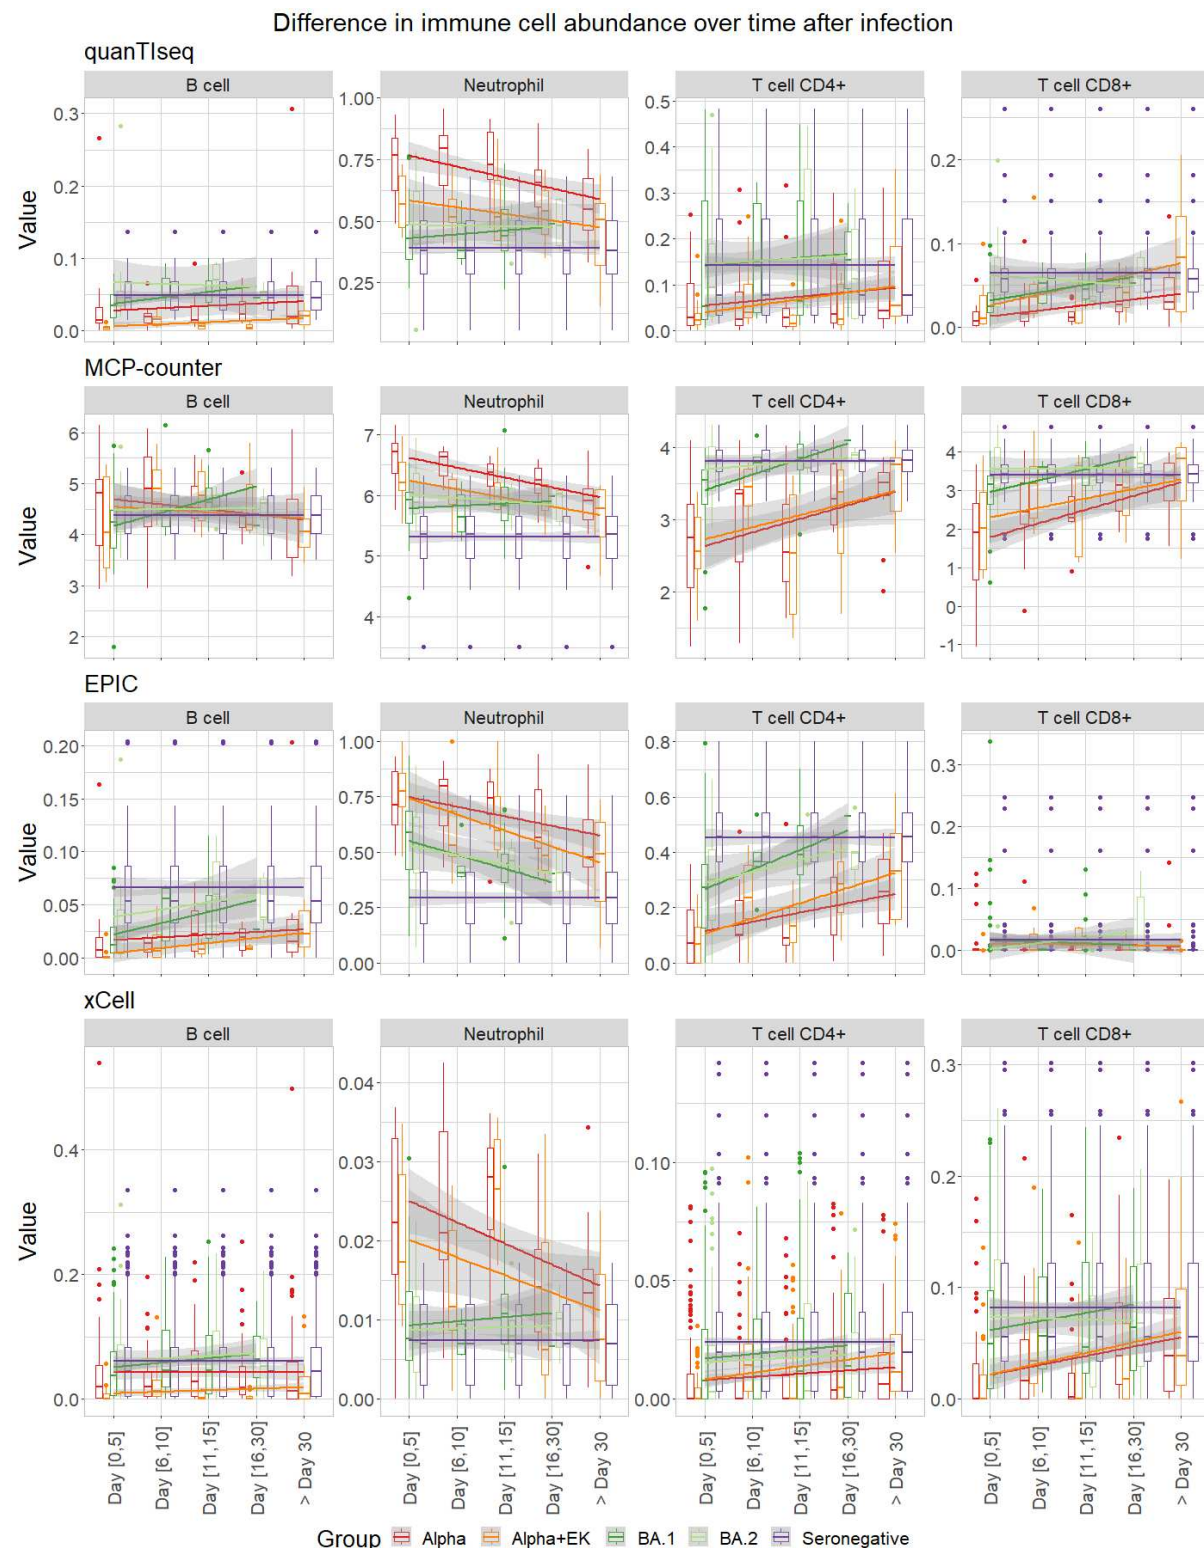 Difference in immune cell abundance over time after infection
quanTIseq
B cell Neutrophil T cell CD4+ T cell CD8+
Value
0.3
0.2
0.1
0.0
1.00
0.75
0.50
0.25
0.5
0.4
0.3
0.2
0.1
0.0
0.2
0.1
0.0
MCP-counter
B cell Neutrophil T cell CD4+ T cell CD8+
Value
6
5
4
3
2
7
6
5
4
4
3
2
4
3
2
1
0
-1
EPIC
B cell Neutrophil T cell CD4+ T cell CD8+
Value
0.20
0.15
0.10
0.05
0.00
1.00
0.75
0.50
0.25
0.00
0.8
0.6
0.4
0.2
0.0
0.3
0.2
0.1
0.0
xCell
B cell Neutrophil T cell CD4+ T cell CD8+
Value
0.4
0.2
0.0
0.04
0.03
0.02
0.01
0.00
0.10
0.05
0.00
0.3
0.2
0.1
0.0
Day [0,5]
Day [6,10]
Day [11,15]
Day [16,30]
> Day 30
Day [0,5]
Day [6,10]
Day [11,15]
Day [16,30]
> Day 30
Day [0,5]
Day [6,10]
Day [11,15]
Day [16,30]
> Day 30
Day [0,5]
Day [6,10]
Day [11,15]
Day [16,30]
> Day 30
Group Alpha Alpha+EK BA.1 BA.2 Seronegative